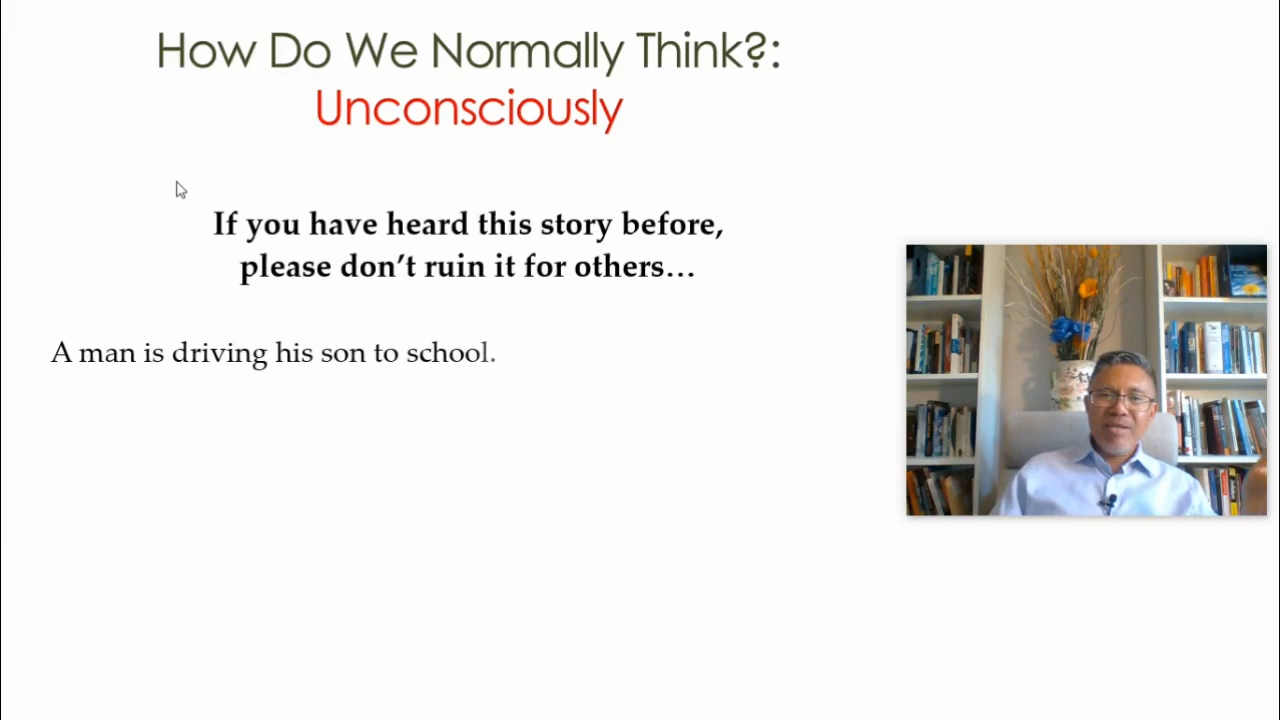 How Do We Normally Think?:
Unconsciously
If you have heard this story before,
please don’t ruin it for others…
A man is driving his son to school.